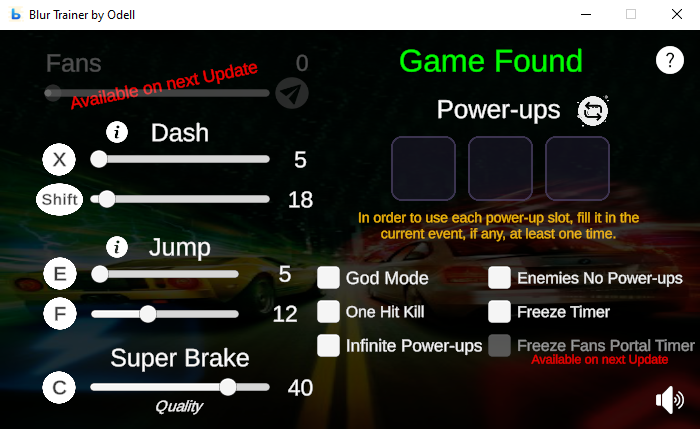 Blur Trainer by Odell
Fans 0
Available on next Update
Game Found
?
Power-ups
i Dash
X 5
Shift 18
In order to use each power-up slot, fill it in the
current event, if any, at least one time.
i Jump
E 5
F 12
God Mode
Enemies No Power-ups
One Hit Kill
Freeze Timer
Infinite Power-ups
Freeze Fans Portal Timer
Available on next Update
Super Brake
C 40
Quality